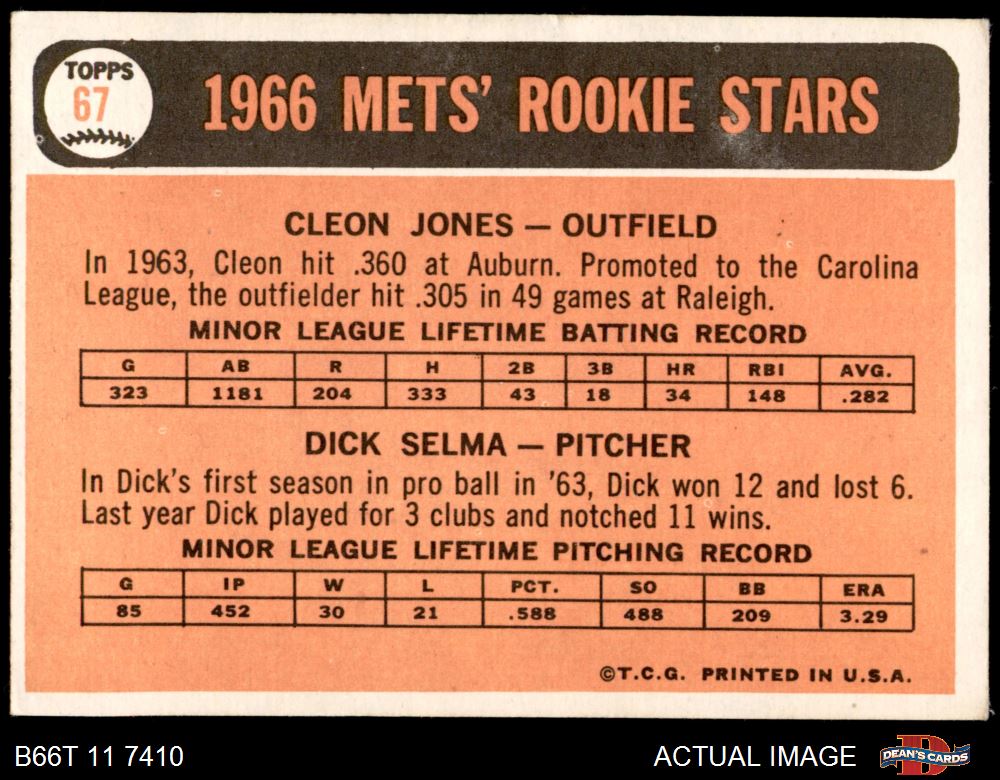 TOPPS
67
1966 METS' ROOKIE STARS
CLEON JONES — OUTFIELD
In 1963, Cleon hit .360 at Auburn. Promoted to the Carolina
League, the outfielder hit .305 in 49 games at Raleigh.
MINOR LEAGUE LIFETIME BATTING RECORD
G AB R H 2B 3B HR RBI AVG.
323 1181 204 333 43 18 34 148 .282
DICK SELMA — PITCHER
In Dick's first season in pro ball in '63, Dick won 12 and lost 6.
Last year Dick played for 3 clubs and notched 11 wins.
MINOR LEAGUE LIFETIME PITCHING RECORD
G IP W L PCT. SO BB ERA
85 452 30 21 .588 488 209 3.29
©T.C.G. PRINTED IN U.S.A.
B66T 11 7410
ACTUAL IMAGE
DEAN'S CARDS